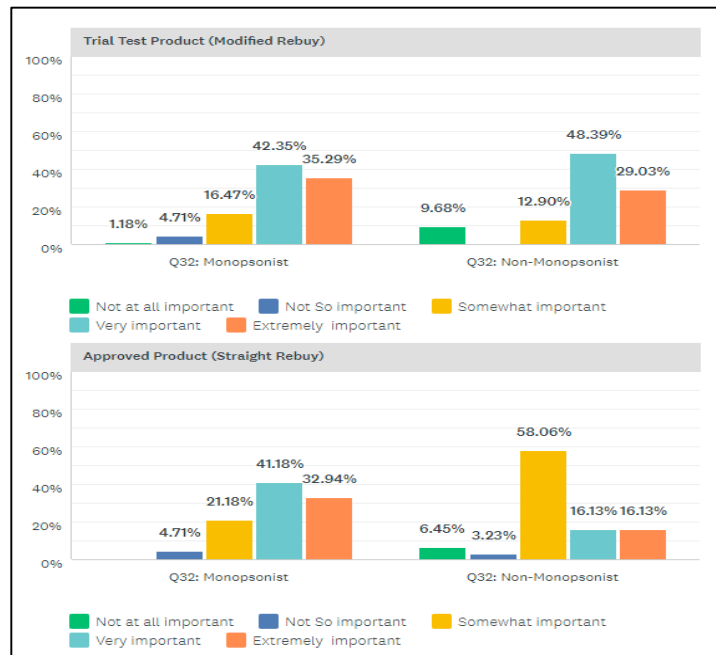 Trial Test Product (Modified Rebuy)
100%
80%
60%
40%
20%
0%
1.18%
4.71%
16.47%
42.35%
35.29%
9.68%
12.90%
48.39%
29.03%
Q32: Monopsonist
Q32: Non-Monopsonist
Not at all important
Not So important
Somewhat important
Very important
Extremely important
Approved Product (Straight Rebuy)
100%
80%
60%
40%
20%
0%
4.71%
21.18%
41.18%
32.94%
6.45%
3.23%
58.06%
16.13%
16.13%
Q32: Monopsonist
Q32: Non-Monopsonist
Not at all important
Not So important
Somewhat important
Very important
Extremely important